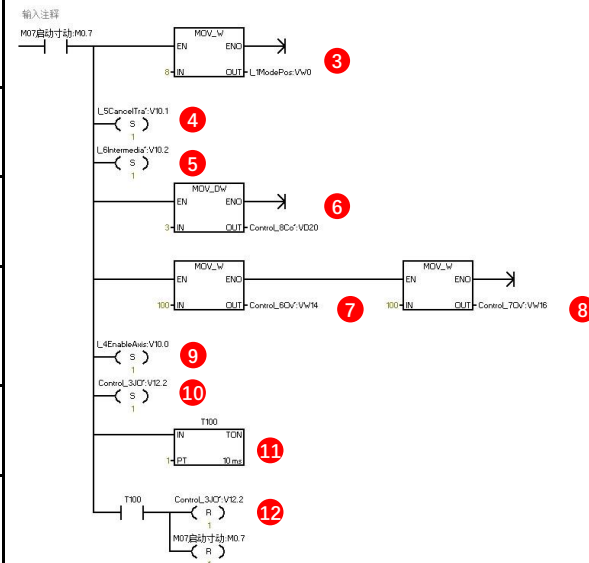 输入注释
M07启动寸动:M0.7
MOV_W
EN ENO
3
8 IN OUT I_1ModePos:VW0
I_5CancelTra~:V10.1
S
4
1
I_6Intermedia~:V10.2
S
5
1
MOV_DW
EN ENO
6
3 IN OUT Control_8Co~:VD20
MOV_W MOV_W
EN ENO EN ENO
100 IN OUT Control_6Ov~:VW14 7 100 IN OUT Control_7Ov~:VW16 8
I_4EnableAxis:V10.0
S
9
1
Control_3JO~:V12.2
S
10
1
T100
IN TON
11
1 PT 10 ms
T100 Control_3JO~:V12.2
R
12
1
M07启动寸动:M0.7
R